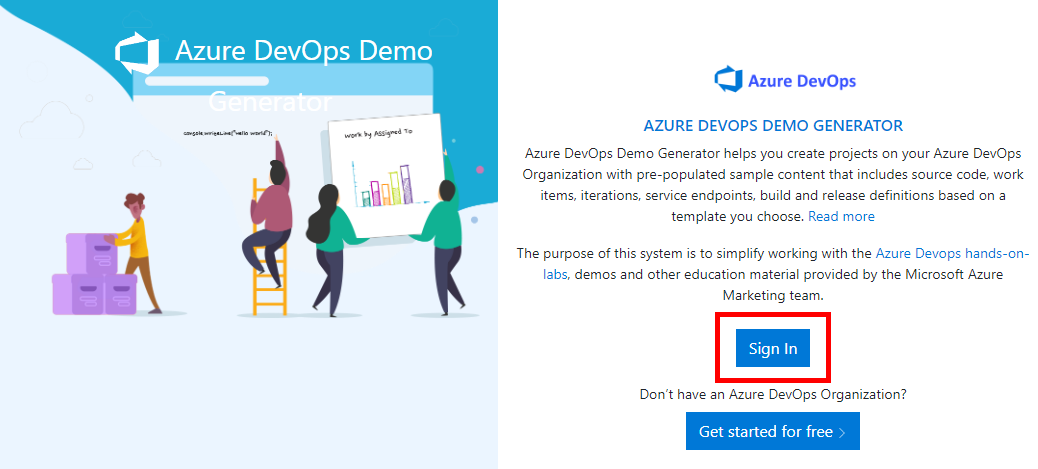 Azure DevOps Demo
Generator
console.WriteLine("Hello world");
Work by Assigned To
Azure DevOps
AZURE DEVOPS DEMO GENERATOR
Azure DevOps Demo Generator helps you create projects on your Azure DevOps
Organization with pre-populated sample content that includes source code, work
items, iterations, service endpoints, build and release definitions based on a
template you choose. Read more
The purpose of this system is to simplify working with the Azure Devops hands-on-
labs, demos and other education material provided by the Microsoft Azure
Marketing team.
Sign In
Don’t have an Azure DevOps Organization?
Get started for free >